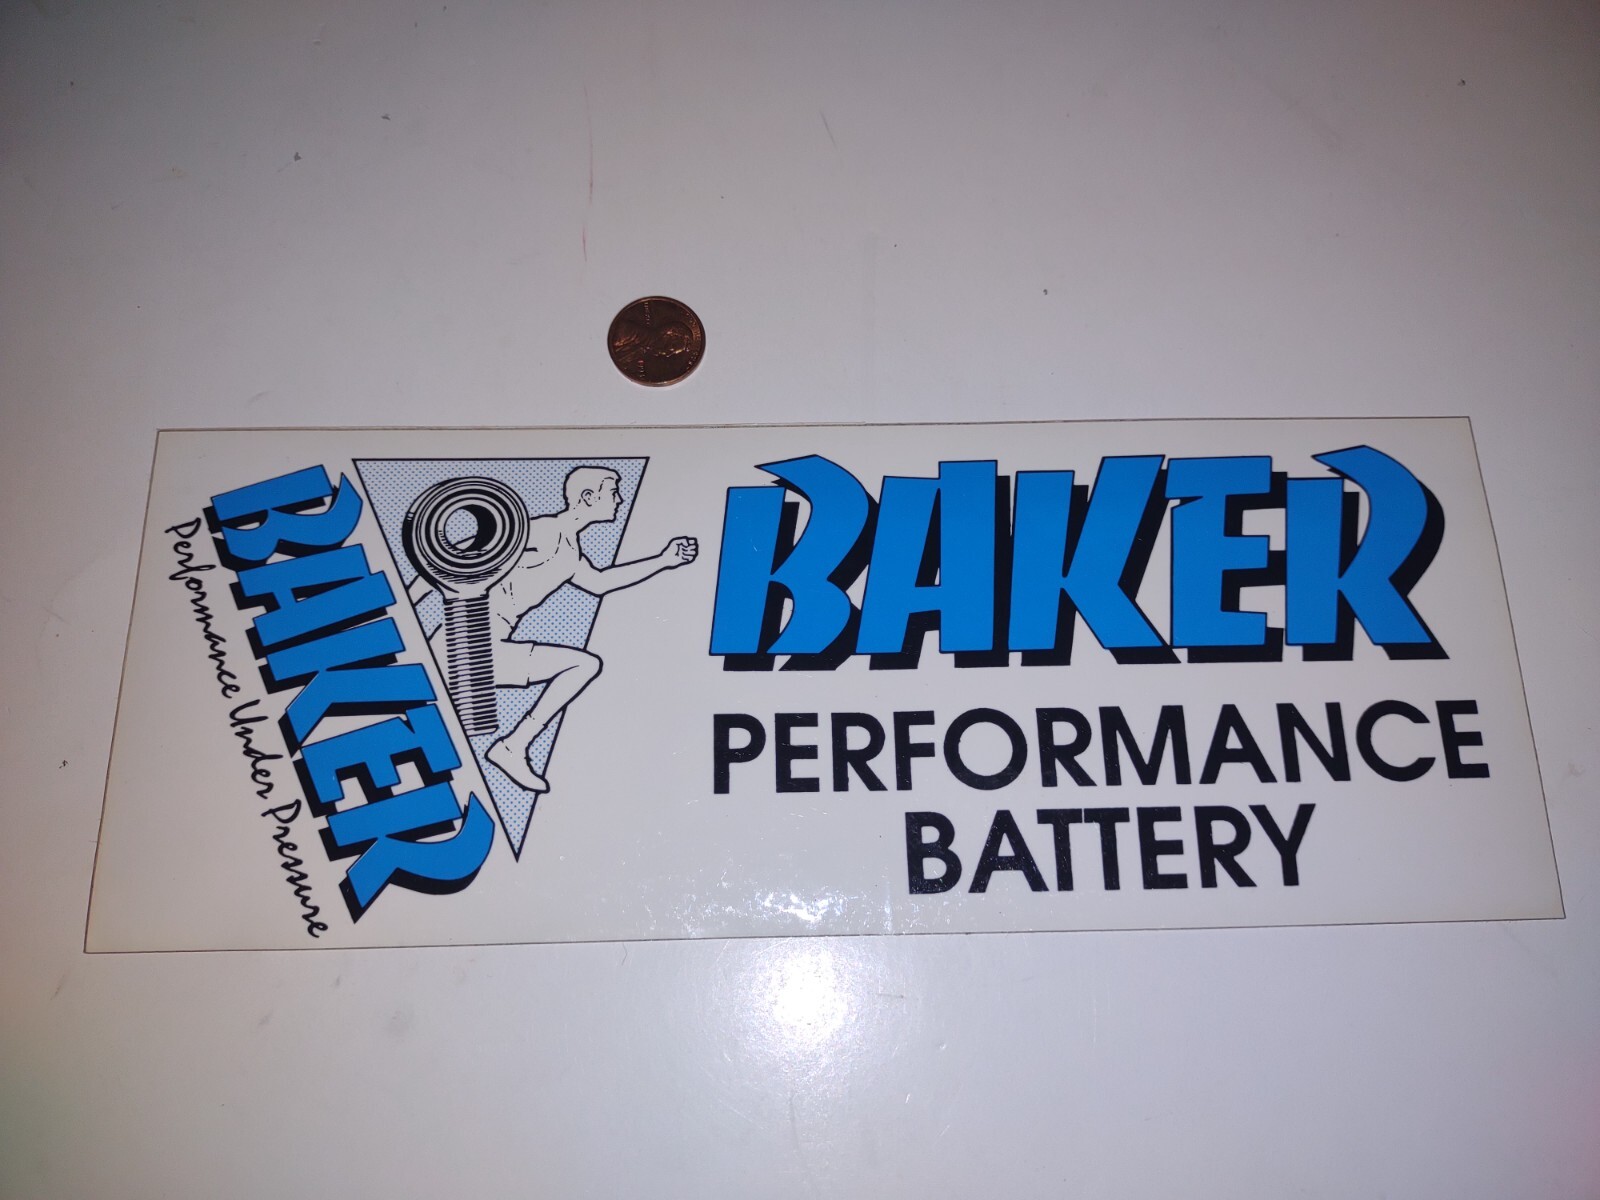 BAKER
Performance Under Pressure
BAKER
PERFORMANCE
BATTERY